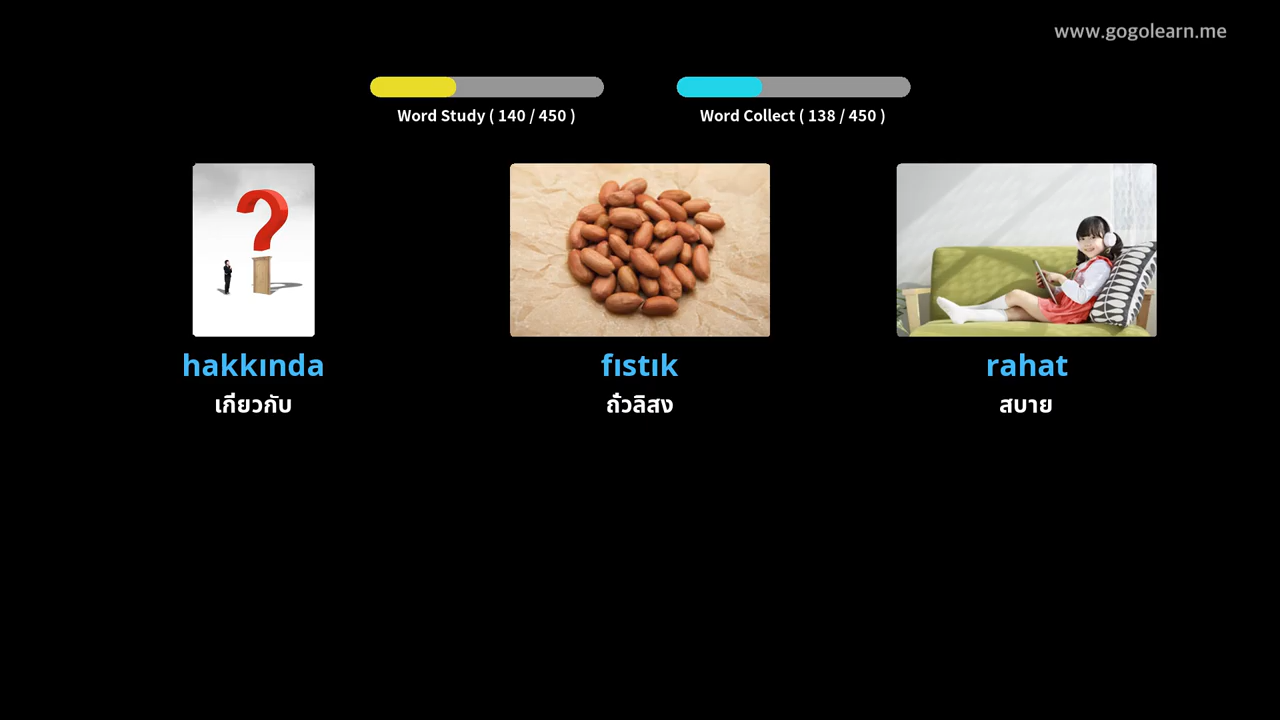 www.gogolearn.me
Word Study ( 140 / 450 )
Word Collect ( 138 / 450 )
hakkında
fıstık
rahat
เกี่ยวกับ
ถั่วลิสง
สบาย